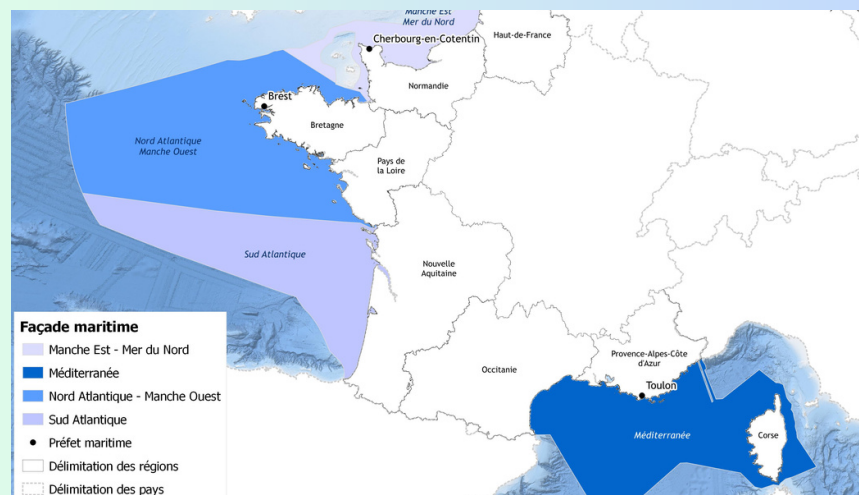 Manche Est
Mer du Nord
Cherbourg-en-Cotentin
Haut-de-France
Normandie
Brest
Bretagne
Nord Atlantique
Manche Ouest
Pays de
la Loire
Sud Atlantique
Nouvelle
Aquitaine
Occitanie
Provence-Alpes-Côte
d'Azur
Toulon
Méditerranée
Corse
Façade maritime
Manche Est - Mer du Nord
Méditerranée
Nord Atlantique - Manche Ouest
Sud Atlantique
Préfet maritime
Délimitation des régions
Délimitation des pays